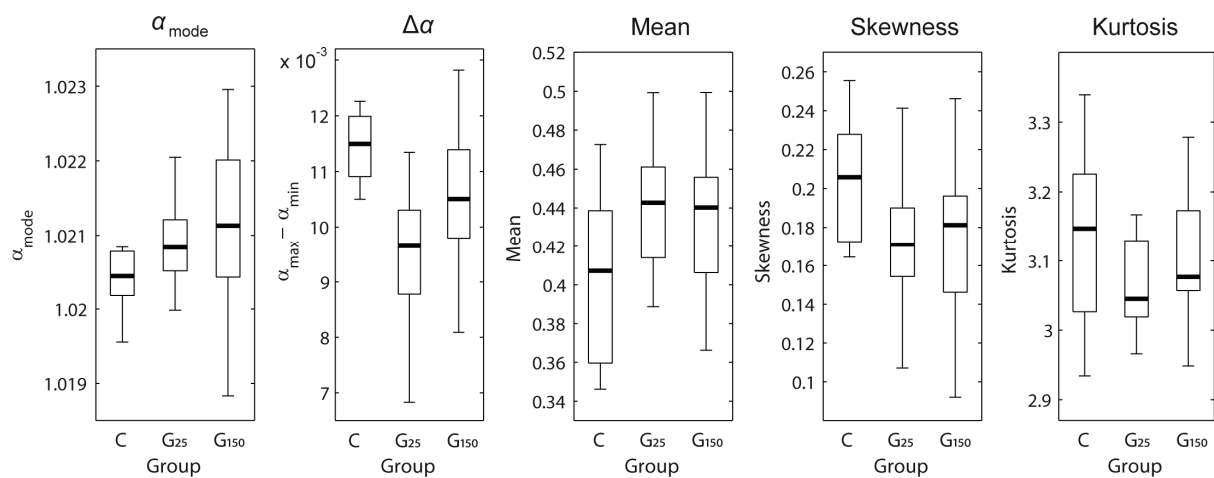 α mode
α mode
1.023
1.022
1.021
1.02
1.019
C G25 G150
Group
Δα
x 10⁻³
α max − α min
12
11
10
9
8
7
C G25 G150
Group
Mean
Mean
0.52
0.5
0.48
0.46
0.44
0.42
0.4
0.38
0.36
0.34
C G25 G150
Group
Skewness
Skewness
0.26
0.24
0.22
0.2
0.18
0.16
0.14
0.12
0.1
C G25 G150
Group
Kurtosis
Kurtosis
3.3
3.2
3.1
3
2.9
C G25 G150
Group